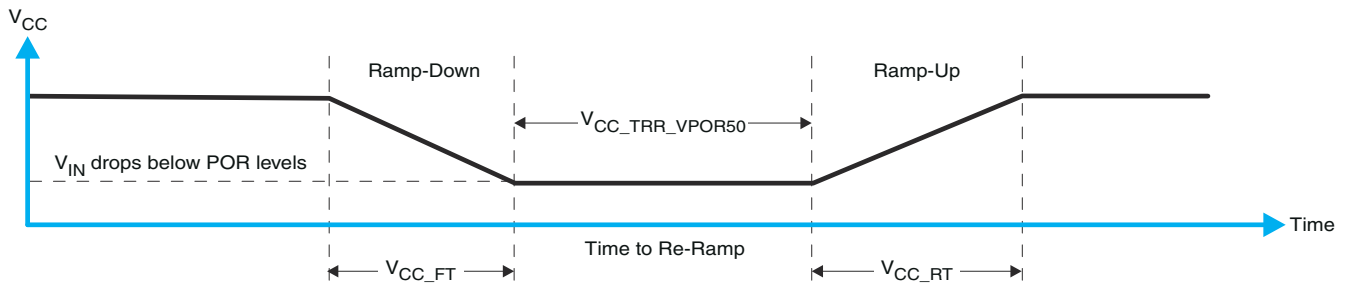 VCC
Ramp-Down
Ramp-Up
VCC_TRR_VPOR50
VIN drops below POR levels
Time
Time to Re-Ramp
VCC_FT
VCC_RT